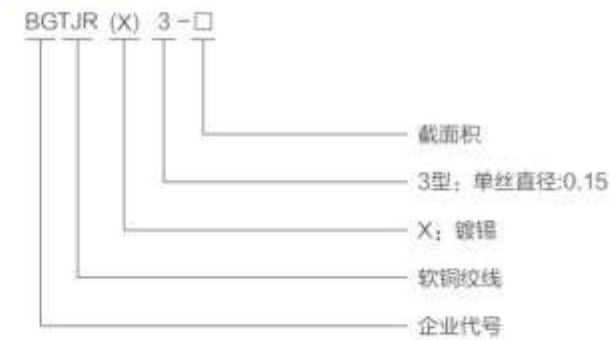 BGTJR (X) 3-□
截面积
3型；单丝直径:0.15
X；镀锡
软铜绞线
企业代号